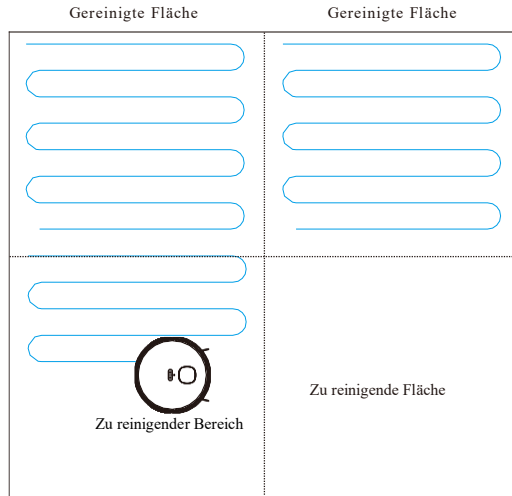 Gereinigte Fläche
Gereinigte Fläche
Zu reinigende Fläche
Zu reinigender Bereich